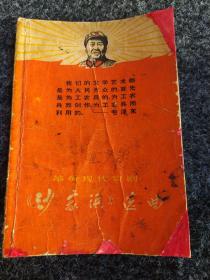 我们的文学艺术都
是为人民大众的，首先
是为工农兵的，为工农
兵而创作，为工农兵所
利用的。——毛泽东
革命现代京剧
《沙家浜》选曲